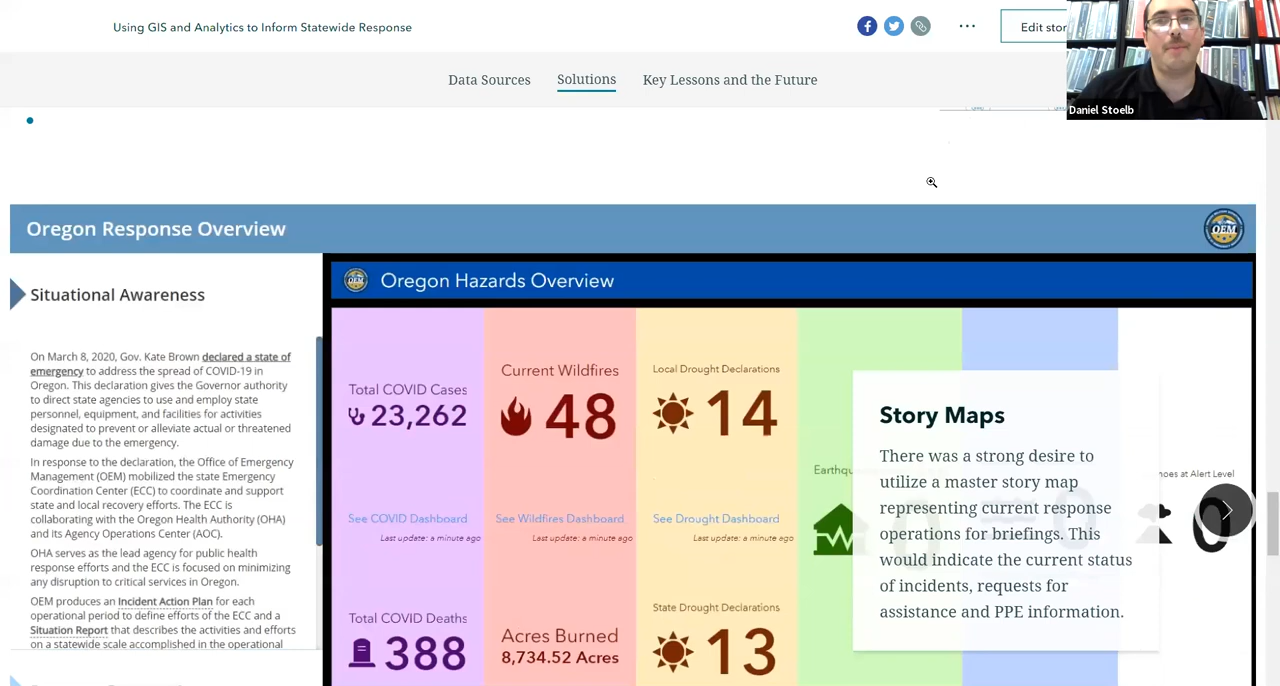 Using GIS and Analytics to Inform Statewide Response
Edit stor
Daniel Stoelb
Data Sources
Solutions
Key Lessons and the Future
Oregon Response Overview
OEM
Situational Awareness
On March 8, 2020, Gov. Kate Brown declared a state of
emergency to address the spread of COVID-19 in
Oregon. This declaration gives the Governor authority
to direct state agencies to use and employ state
personnel, equipment, and facilities for activities
designated to prevent or alleviate actual or threatened
damage due to the emergency.
In response to the declaration, the Office of Emergency
Management (OEM) mobilized the state Emergency
Coordination Center (ECC) to coordinate and support
state and local recovery efforts. The ECC is
collaborating with the Oregon Health Authority (OHA)
and its Agency Operations Center (AOC).
OHA serves as the lead agency for public health
response efforts and the ECC is focused on minimizing
any disruption to critical services in Oregon.
OEM produces an Incident Action Plan for each
operational period to define efforts of the ECC and a
Situation Report that describes the activities and efforts
on a statewide scale accomplished in the operational
OEM
Oregon Hazards Overview
Total COVID Cases
23,262
See COVID Dashboard
Last update: a minute ago
Total COVID Deaths
388
Current Wildfires
48
See Wildfires Dashboard
Last update: a minute ago
Acres Burned
8,734.52 Acres
Local Drought Declarations
14
See Drought Dashboard
Last update: a minute ago
State Drought Declarations
13
Earthqu
0
0
noes at Alert Level
0
Story Maps
There was a strong desire to
utilize a master story map
representing current response
operations for briefings. This
would indicate the current status
of incidents, requests for
assistance and PPE information.